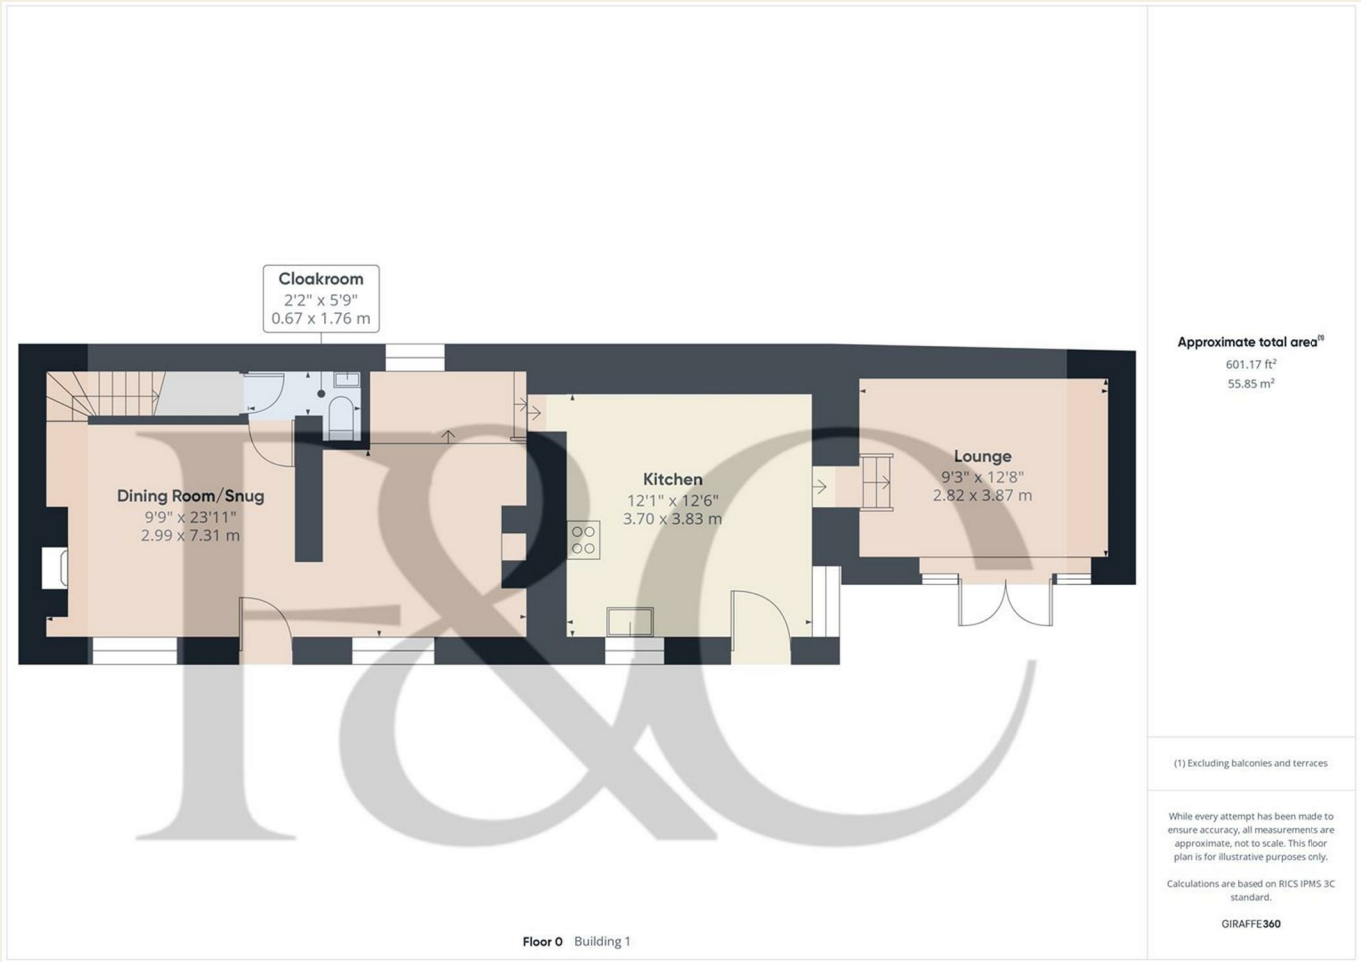 Cloakroom
2'2" x 5'9"
0.67 x 1.76 m
Dining Room/Snug
9'9" x 23'11"
2.99 x 7.31 m
Kitchen
12'1" x 12'6"
3.70 x 3.83 m
Lounge
9'3" x 12'8"
2.82 x 3.87 m
F&C
Floor 0 Building 1
Approximate total area(1)
601.17 ft²
55.85 m²
(1) Excluding balconies and terraces
While every attempt has been made to
ensure accuracy, all measurements are
approximate, not to scale. This floor
plan is for illustrative purposes only.
Calculations are based on RICS IPMS 3C
standard.
GIRAFFE360